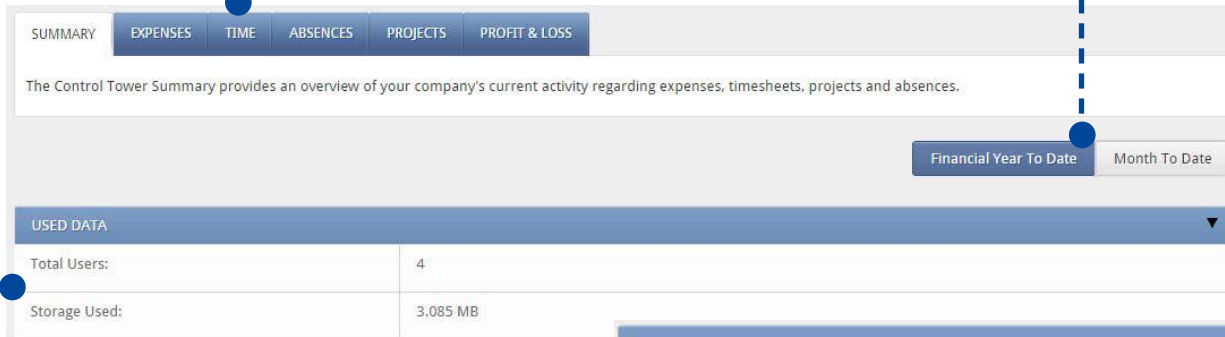 SUMMARY EXPENSES TIME ABSENCES PROJECTS PROFIT & LOSS
The Control Tower Summary provides an overview of your company's current activity regarding expenses, timesheets, projects and absences.
Financial Year To Date Month To Date
USED DATA
Total Users: 4
Storage Used: 3.085 MB